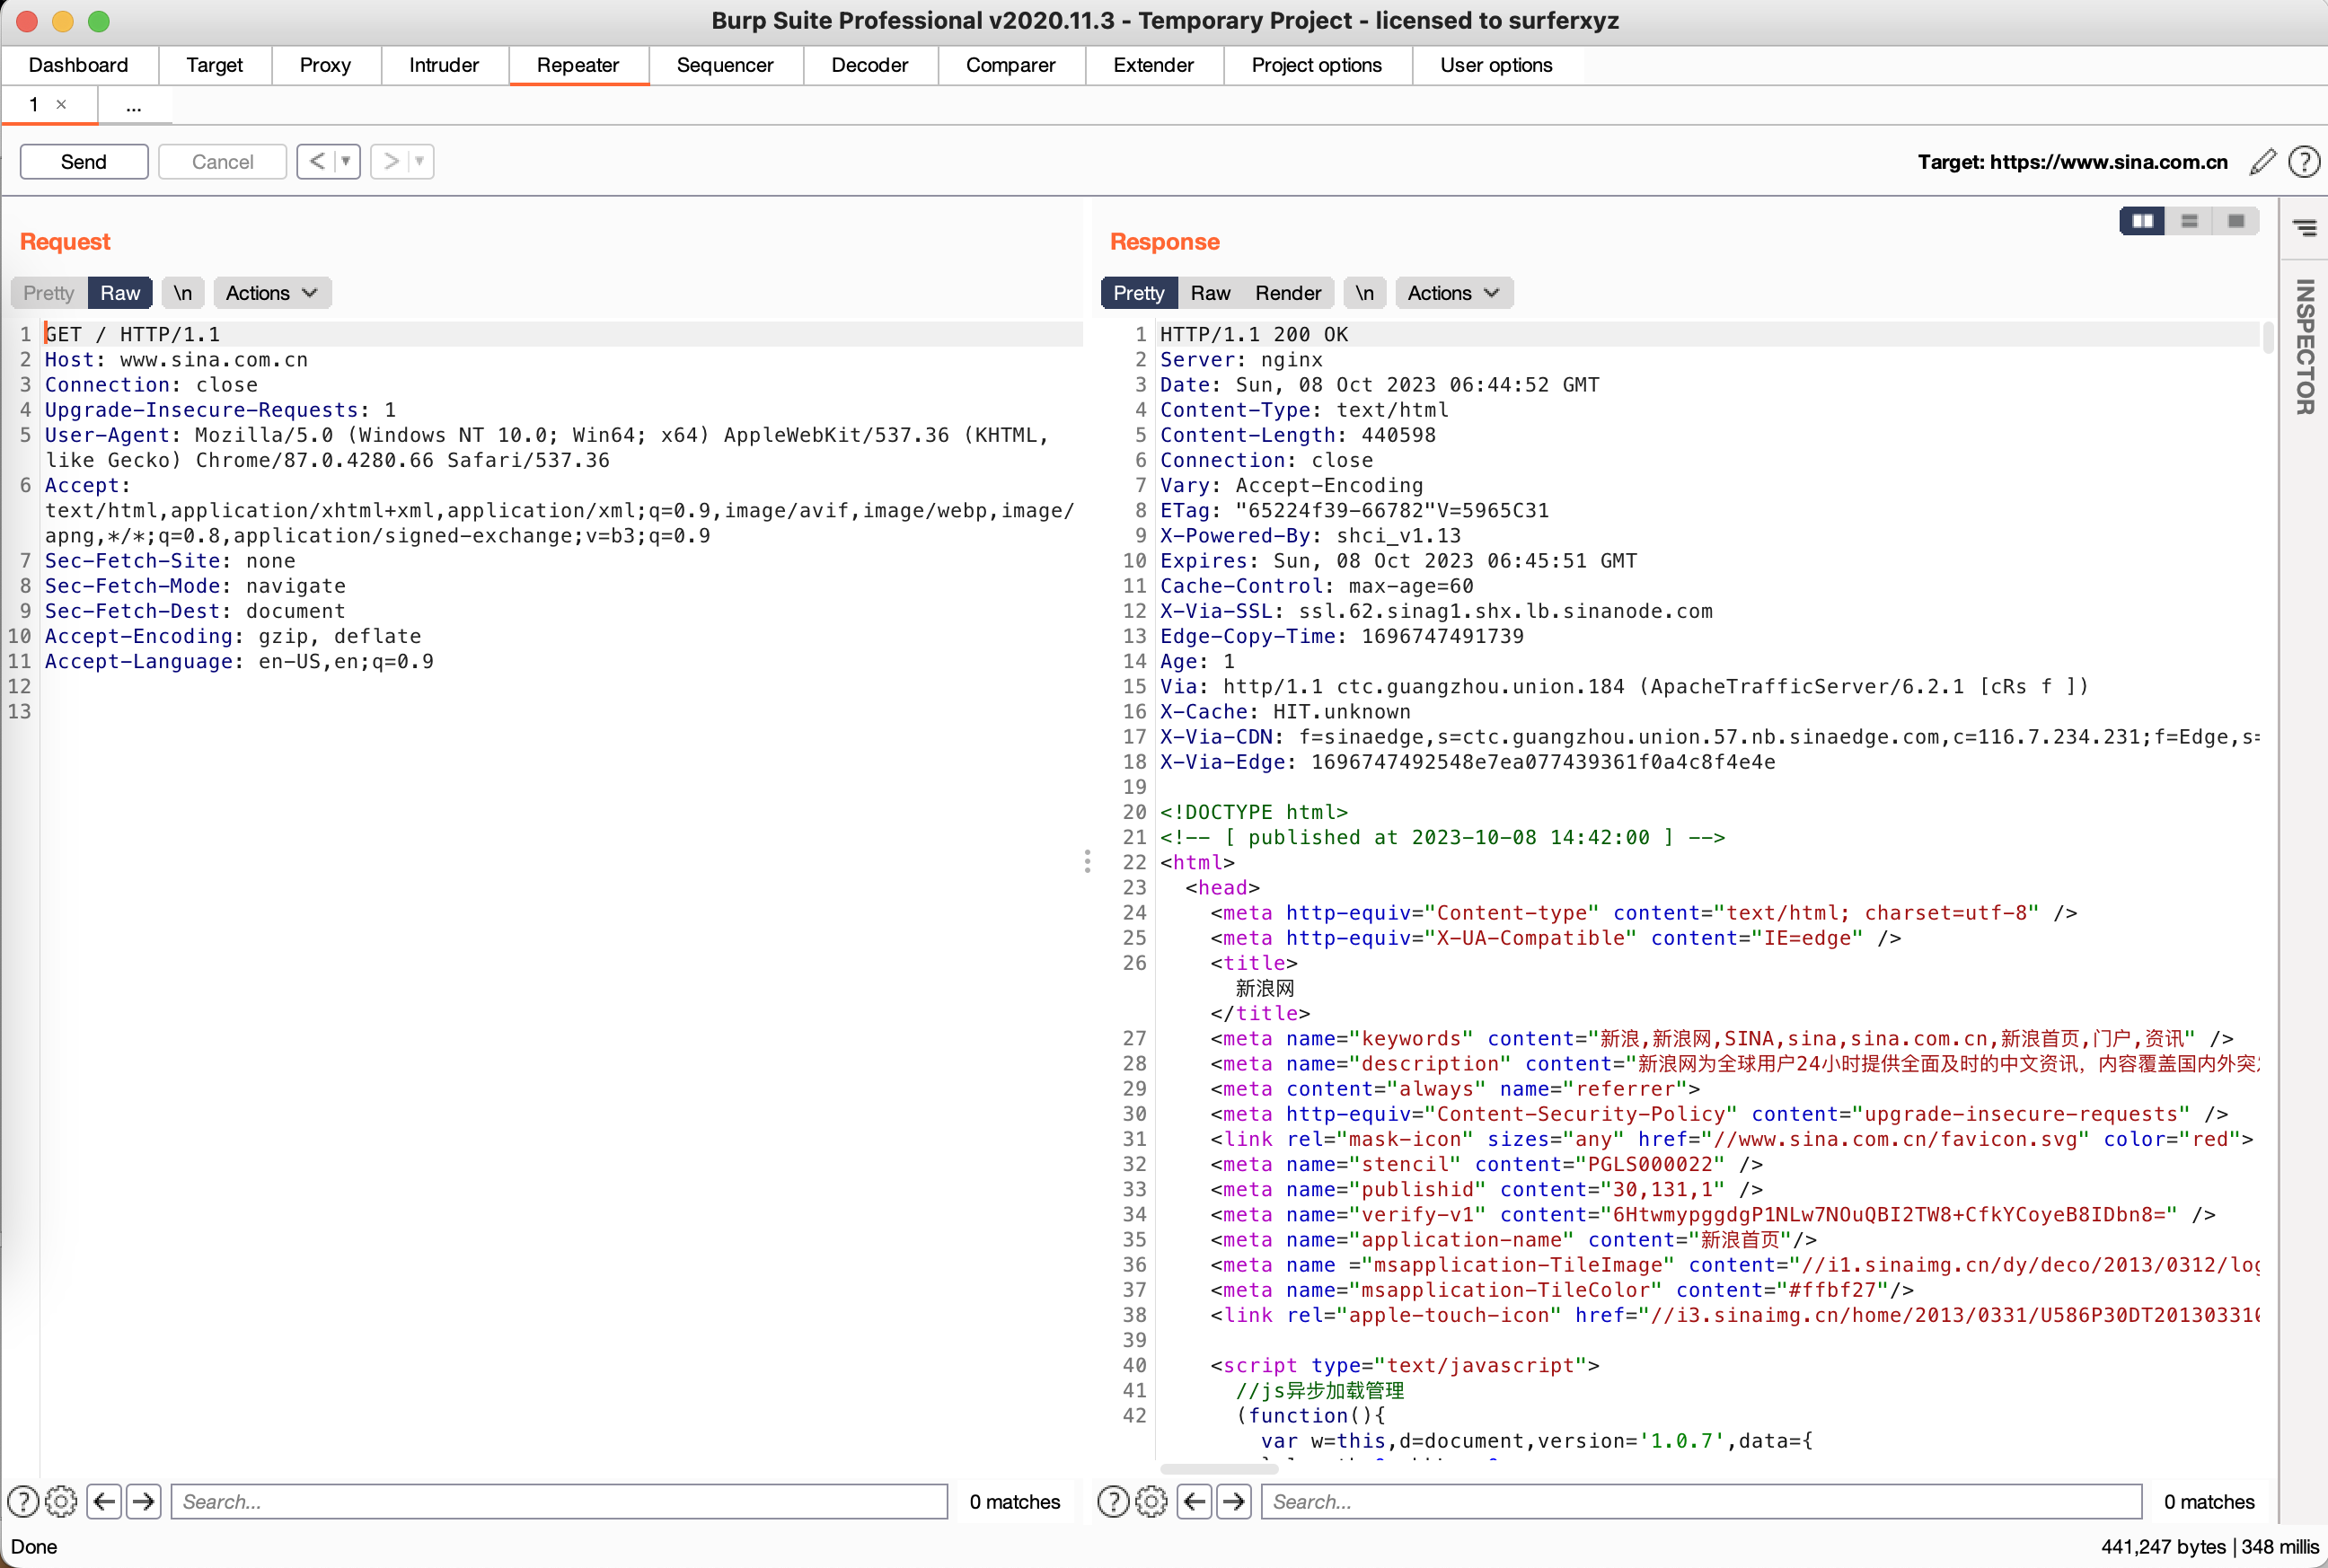 Burp Suite Professional v2020.11.3 - Temporary Project - licensed to surferxyz
Dashboard Target Proxy Intruder Repeater Sequencer Decoder Comparer Extender Project options User options
1 × ...
Send Cancel < ▼ > ▼ Target: https://www.sina.com.cn ?
Request
Pretty Raw \n Actions
1 GET / HTTP/1.1
2 Host: www.sina.com.cn
3 Connection: close
4 Upgrade-Insecure-Requests: 1
5 User-Agent: Mozilla/5.0 (Windows NT 10.0; Win64; x64) AppleWebKit/537.36 (KHTML,
like Gecko) Chrome/87.0.4280.66 Safari/537.36
6 Accept:
text/html,application/xhtml+xml,application/xml;q=0.9,image/avif,image/webp,image/
apng,*/*;q=0.8,application/signed-exchange;v=b3;q=0.9
7 Sec-Fetch-Site: none
8 Sec-Fetch-Mode: navigate
9 Sec-Fetch-Dest: document
10 Accept-Encoding: gzip, deflate
11 Accept-Language: en-US,en;q=0.9
12
13
? Search... 0 matches
Response
Pretty Raw Render \n Actions
1 HTTP/1.1 200 OK
2 Server: nginx
3 Date: Sun, 08 Oct 2023 06:44:52 GMT
4 Content-Type: text/html
5 Content-Length: 440598
6 Connection: close
7 Vary: Accept-Encoding
8 ETag: "65224f39-66782"V=5965C31
9 X-Powered-By: shci_v1.13
10 Expires: Sun, 08 Oct 2023 06:45:51 GMT
11 Cache-Control: max-age=60
12 X-Via-SSL: ssl.62.sinag1.shx.lb.sinanode.com
13 Edge-Copy-Time: 1696747491739
14 Age: 1
15 Via: http/1.1 ctc.guangzhou.union.184 (ApacheTrafficServer/6.2.1 [cRs f ])
16 X-Cache: HIT.unknown
17 X-Via-CDN: f=sinaedge,s=ctc.guangzhou.union.57.nb.sinaedge.com,c=116.7.234.231;f=Edge,s=
18 X-Via-Edge: 1696747492548e7ea077439361f0a4c8f4e4e
19
20 <!DOCTYPE html>
21 <!-- [ published at 2023-10-08 14:42:00 ] -->
22 <html>
23 <head>
24 <meta http-equiv="Content-type" content="text/html; charset=utf-8" />
25 <meta http-equiv="X-UA-Compatible" content="IE=edge" />
26 <title>
新浪网
</title>
27 <meta name="keywords" content="新浪,新浪网,SINA,sina,sina.com.cn,新浪首页,门户,资讯" />
28 <meta name="description" content="新浪网为全球用户24小时提供全面及时的中文资讯，内容覆盖国内外突
29 <meta content="always" name="referrer">
30 <meta http-equiv="Content-Security-Policy" content="upgrade-insecure-requests" />
31 <link rel="mask-icon" sizes="any" href="//www.sina.com.cn/favicon.svg" color="red">
32 <meta name="stencil" content="PGLS000022" />
33 <meta name="publishid" content="30,131,1" />
34 <meta name="verify-v1" content="6HtwmypggdgP1NLw7NOuQBI2TW8+CfkYCoyeB8IDbn8=" />
35 <meta name="application-name" content="新浪首页"/>
36 <meta name ="msapplication-TileImage" content="//i1.sinaimg.cn/dy/deco/2013/0312/log
37 <meta name="msapplication-TileColor" content="#ffbf27"/>
38 <link rel="apple-touch-icon" href="//i3.sinaimg.cn/home/2013/0331/U586P30DT20130331
39
40 <script type="text/javascript">
41 //js异步加载管理
42 (function(){
var w=this,d=document,version='1.0.7',data={
? Search... 0 matches
INSPECTOR
Done 441,247 bytes | 348 millis